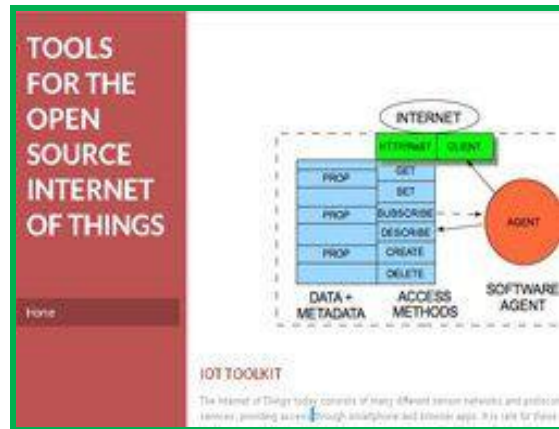 TOOLS
FOR THE
OPEN
SOURCE
INTERNET
OF THINGS
Home
INTERNET
CLIENT
PROP
GET
SET
PROP
SUBSCRIBE
DESCRIBE
PROP
CREATE
DELETE
AGENT
DATA +
METADATA
ACCESS
METHODS
SOFTWARE
AGENT
IOT TOOLKIT
The Internet of Things today consists of many different sensor networks and protocols
services, providing access through smartphone and browser apps. It is rare for these